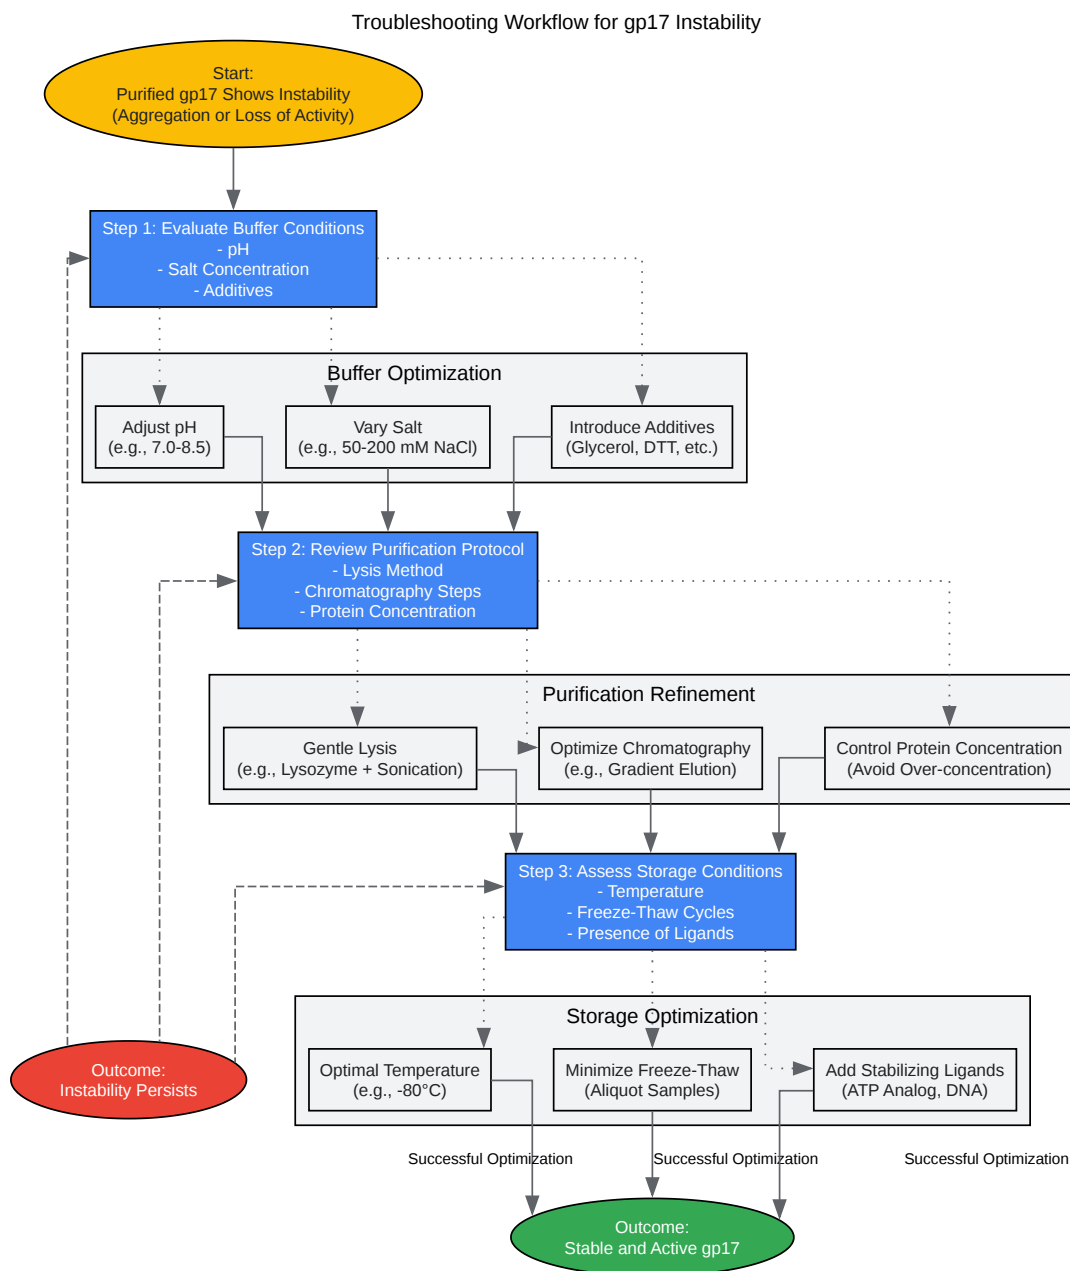 Troubleshooting Workflow for gp17 Instability
Start:
Purified gp17 Shows Instability
(Aggregation or Loss of Activity)
Step 1: Evaluate Buffer Conditions
- pH
- Salt Concentration
- Additives
Buffer Optimization
Adjust pH
(e.g., 7.0-8.5)
Vary Salt
(e.g., 50-200 mM NaCl)
Introduce Additives
(Glycerol, DTT, etc.)
Step 2: Review Purification Protocol
- Lysis Method
- Chromatography Steps
- Protein Concentration
Purification Refinement
Gentle Lysis
(e.g., Lysozyme + Sonication)
Optimize Chromatography
(e.g., Gradient Elution)
Control Protein Concentration
(Avoid Over-concentration)
Step 3: Assess Storage Conditions
- Temperature
- Freeze-Thaw Cycles
- Presence of Ligands
Storage Optimization
Outcome:
Instability Persists
Optimal Temperature
(e.g., -80°C)
Minimize Freeze-Thaw
(Aliquot Samples)
Add Stabilizing Ligands
(ATP Analog, DNA)
Successful Optimization
Successful Optimization
Successful Optimization
Outcome:
Stable and Active gp17